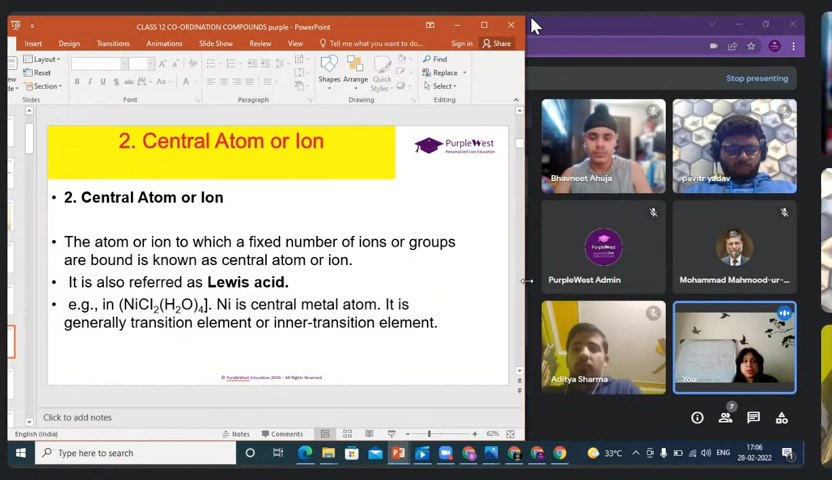 CLASS 12 CO-ORDINATION COMPOUNDS purple - PowerPoint
Insert Design Transitions Animations Slide Show Review View Tell me what you want to do... Sign in Share
Layout
Reset
Section
Slides
Font
Paragraph
Shapes
Arrange
Quick
Styles
Drawing
Find
Replace
Select
Editing
2. Central Atom or Ion
PurpleWest
• 2. Central Atom or Ion
• The atom or ion to which a fixed number of ions or groups
are bound is known as central atom or ion.
• It is also referred as Lewis acid.
• e.g., in (NiCI2(H2O)4]. Ni is central metal atom. It is
generally transition element or inner-transition element.
© PurpleWest Education 2020 – All Rights Reserved
Click to add notes
English (India)
Notes
Comments
62%
Stop presenting
Bhavneet Ahuja
pavitr yadav
PurpleWest Admin
Mohammad Mahmood-ur-...
Aditya Sharma
You
7
Type here to search
33°C
ENG
17:06
28-02-2022